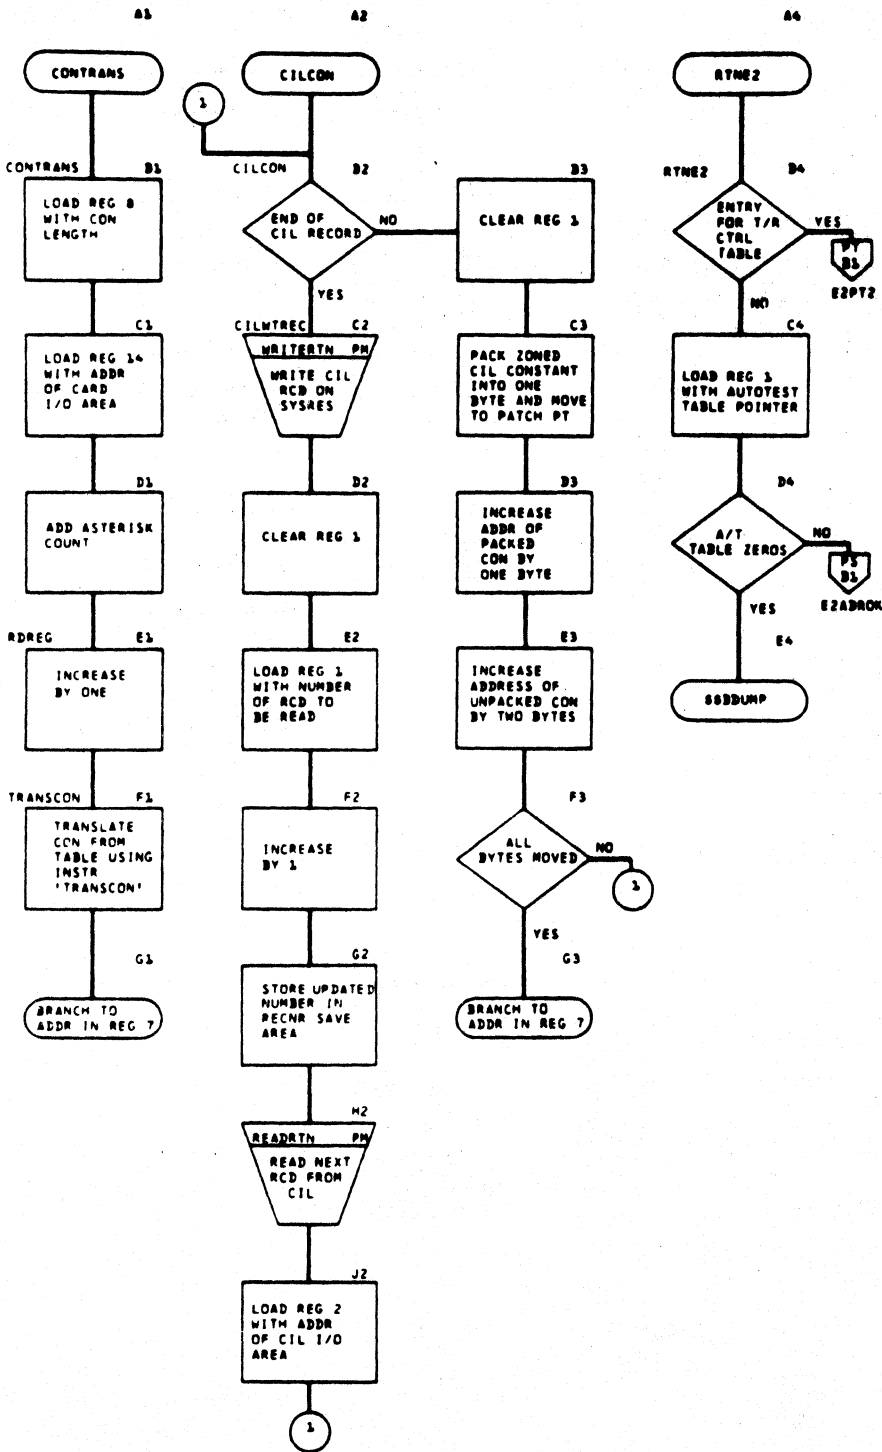 A1
CONTRANS
CONTRANS
B1
LOAD REG 8
WITH CON
LENGTH
C1
LOAD REG 14
WITH ADDR
OF CARD
I/O AREA
D1
ADD ASTERISK
COUNT
RDREG
E1
INCREASE
BY ONE
TRANSCON
F1
TRANSLATE
CON FROM
TABLE USING
INSTR
'TRANSCON'
G1
BRANCH TO
ADDR IN REG 7
A2
CILCON
1
CILCON
B2
END OF
CIL RECORD
NO
YES
CILWTREC
C2
WRITERTN PM
WRITE CIL
RCD ON
SYSRES
D2
CLEAR REG 1
E2
LOAD REG 1
WITH NUMBER
OF RCD TO
BE READ
F2
INCREASE
BY 1
G2
STORE UPDATED
NUMBER IN
RECNR SAVE
AREA
H2
READRTN PM
READ NEXT
RCD FROM
CIL
J2
LOAD REG 2
WITH ADDR
OF CIL I/O
AREA
1
B3
CLEAR REG 1
C3
PACK ZONED
CIL CONSTANT
INTO ONE
BYTE AND MOVE
TO PATCH PT
D3
INCREASE
ADDR OF
PACKED
CON BY
ONE BYTE
E3
INCREASE
ADDRESS OF
UNPACKED CON
BY TWO BYTES
F3
ALL
BYTES MOVED
NO
1
YES
G3
BRANCH TO
ADDR IN REG 7
A4
RTNE2
RTNE2
B4
ENTRY
FOR T/R
CTRL
TABLE
YES
PT
B1
E2PT2
NO
C4
LOAD REG 1
WITH AUTOTEST
TABLE POINTER
D4
A/T
TABLE ZEROS
NO
PS
B1
E2ADROK
YES
E4
SSBDUMP